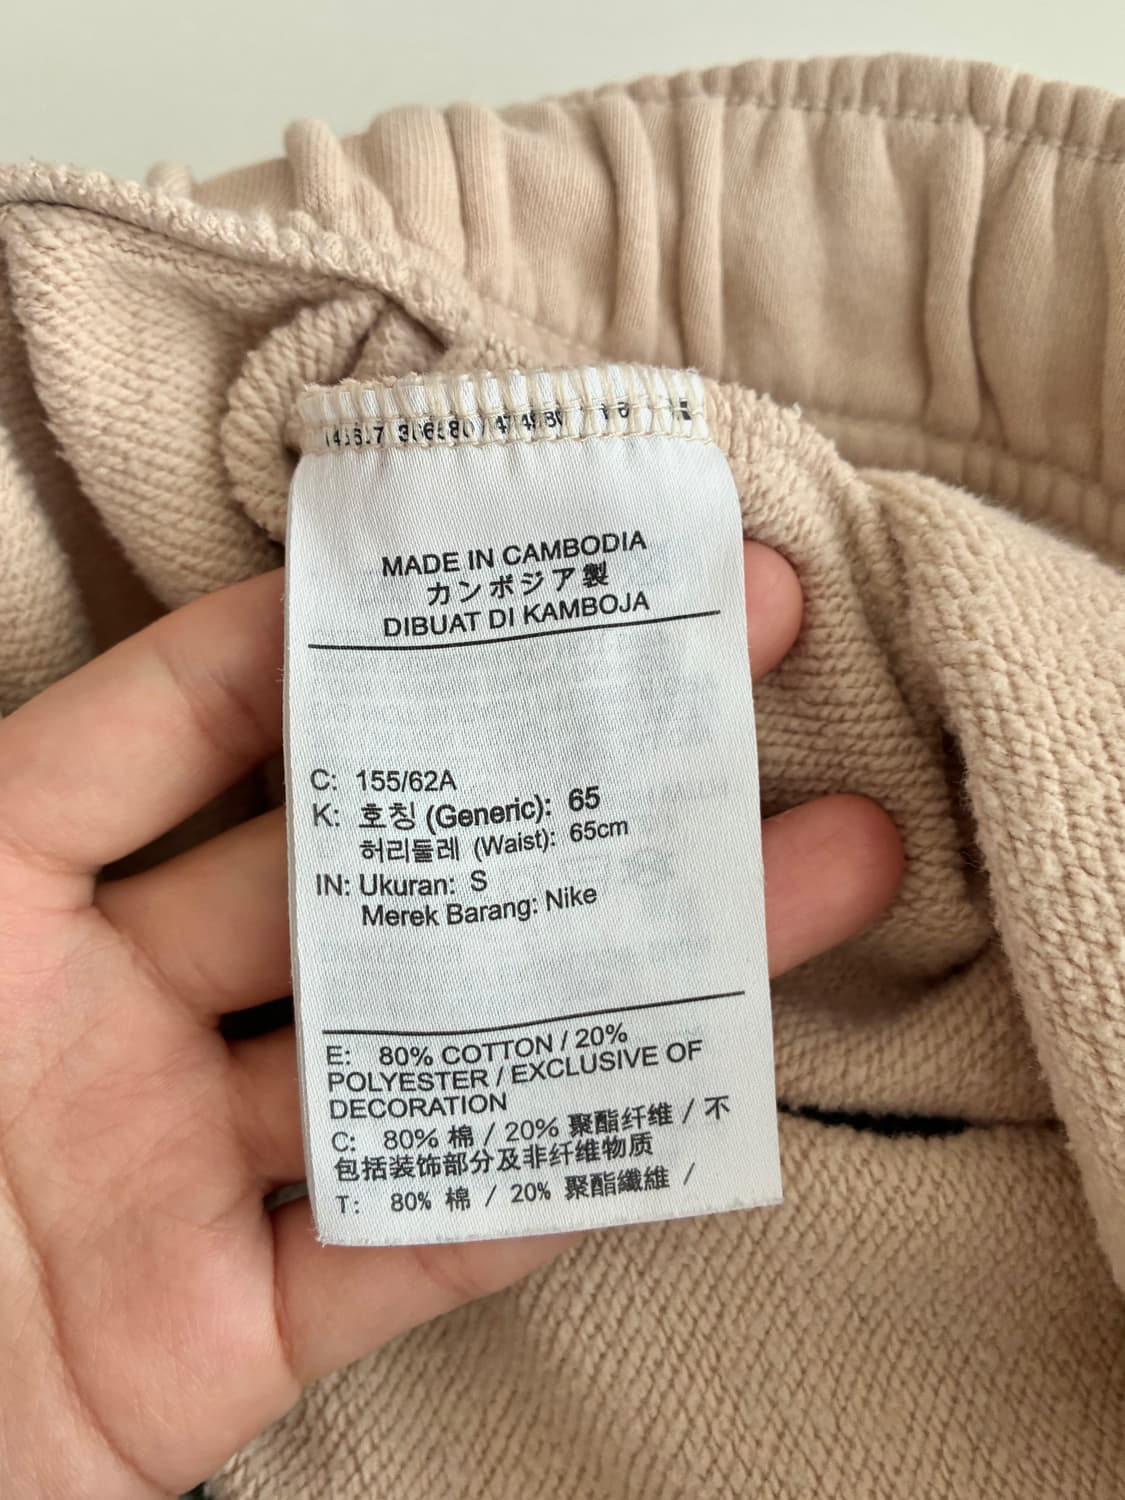 MADE IN CAMBODIA
カンボジア製
DIBUAT DI KAMBOJA
C: 155/62A
K: 호칭 (Generic): 65
허리둘레 (Waist): 65cm
IN: Ukuran: S
Merek Barang: Nike
E: 80% COTTON / 20%
POLYESTER / EXCLUSIVE OF
DECORATION
C: 80% 棉 / 20% 聚酯纤维 / 不
包括装饰部分及非纤维物质
T: 80% 棉 / 20% 聚酯纖維 /